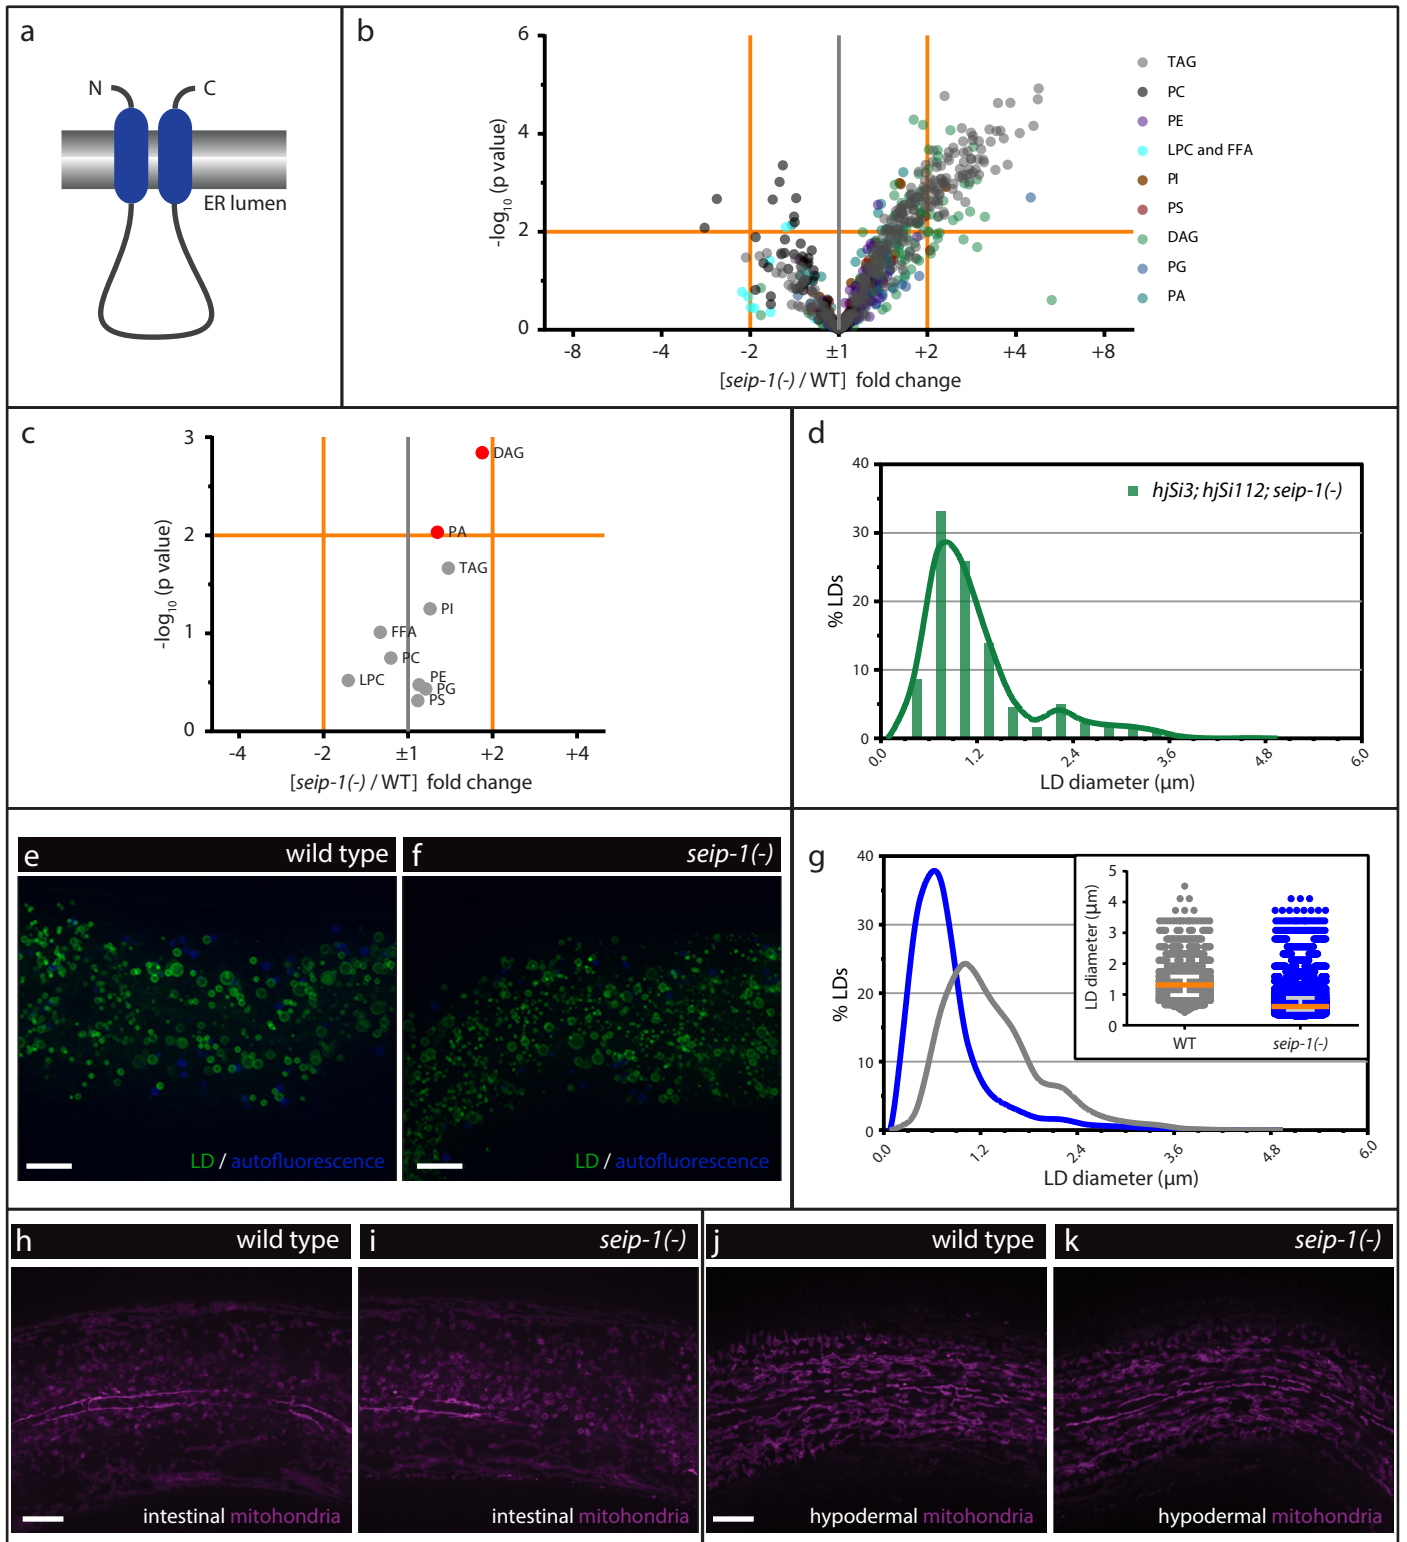 a
N
C
ER lumen
b
6
4
2
0
-log10 (p value)
-8 -4 -2 ±1 +2 +4 +8
[seip-1(-) / WT] fold change
TAG
PC
PE
LPC and FFA
PI
PS
DAG
PG
PA
c
3
2
1
0
-log10 (p value)
DAG
PA
TAG
PI
FFA
PC
LPC
PE
PG
PS
-4 -2 ±1 +2 +4
[seip-1(-) / WT] fold change
d
40
30
20
10
0
% LDs
hjSi3; hjSi112; seip-1(-)
0.0 1.2 2.4 3.6 4.8 6.0
LD diameter (µm)
e wild type
LD / autofluorescence
f seip-1(-)
LD / autofluorescence
g
40
30
20
10
0
% LDs
0.0 1.2 2.4 3.6 4.8 6.0
LD diameter (µm)
5
4
3
2
1
0
LD diameter (µm)
WT seip-1(-)
h wild type
intestinal mitohondria
i seip-1(-)
intestinal mitohondria
j wild type
hypodermal mitohondria
k seip-1(-)
hypodermal mitohondria